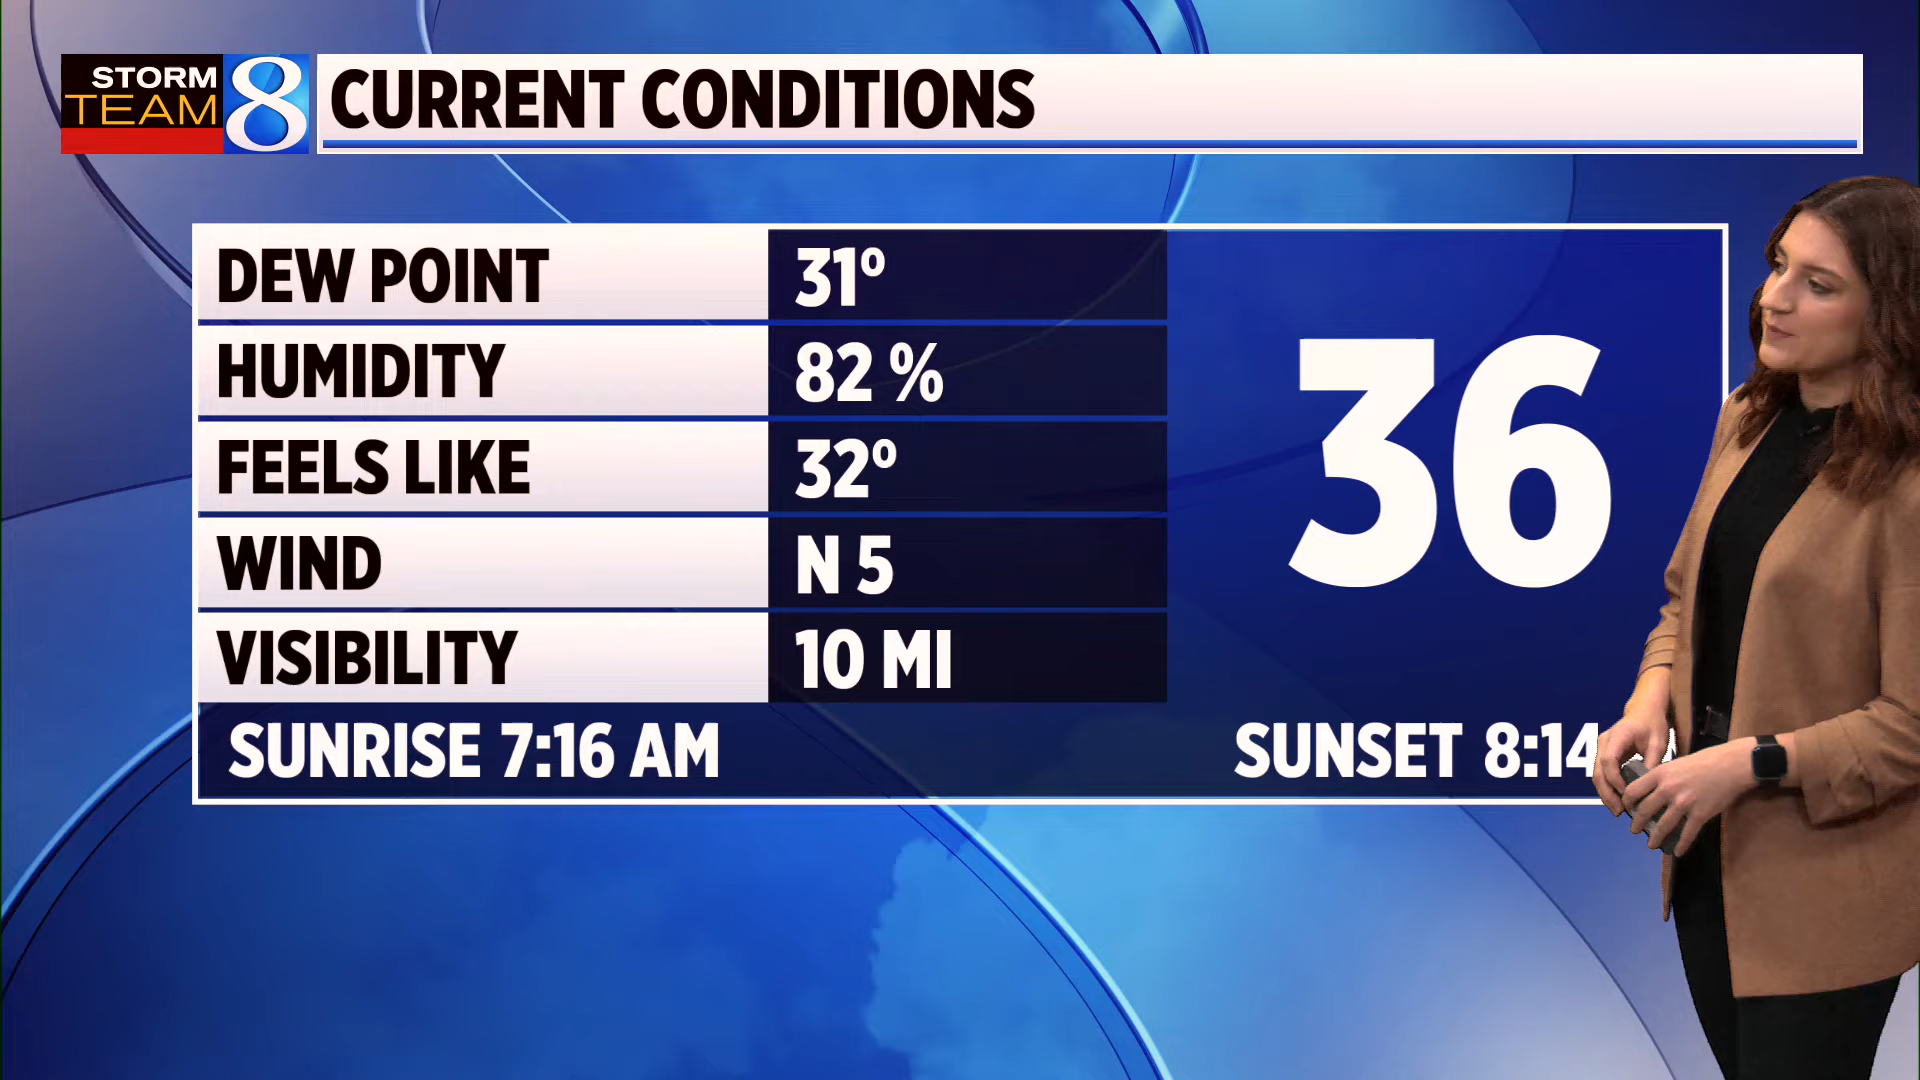 STORM
TEAM 8
CURRENT CONDITIONS
DEW POINT 31°
HUMIDITY 82 %
FEELS LIKE 32°
WIND N 5
VISIBILITY 10 MI
36
SUNRISE 7:16 AM
SUNSET 8:14